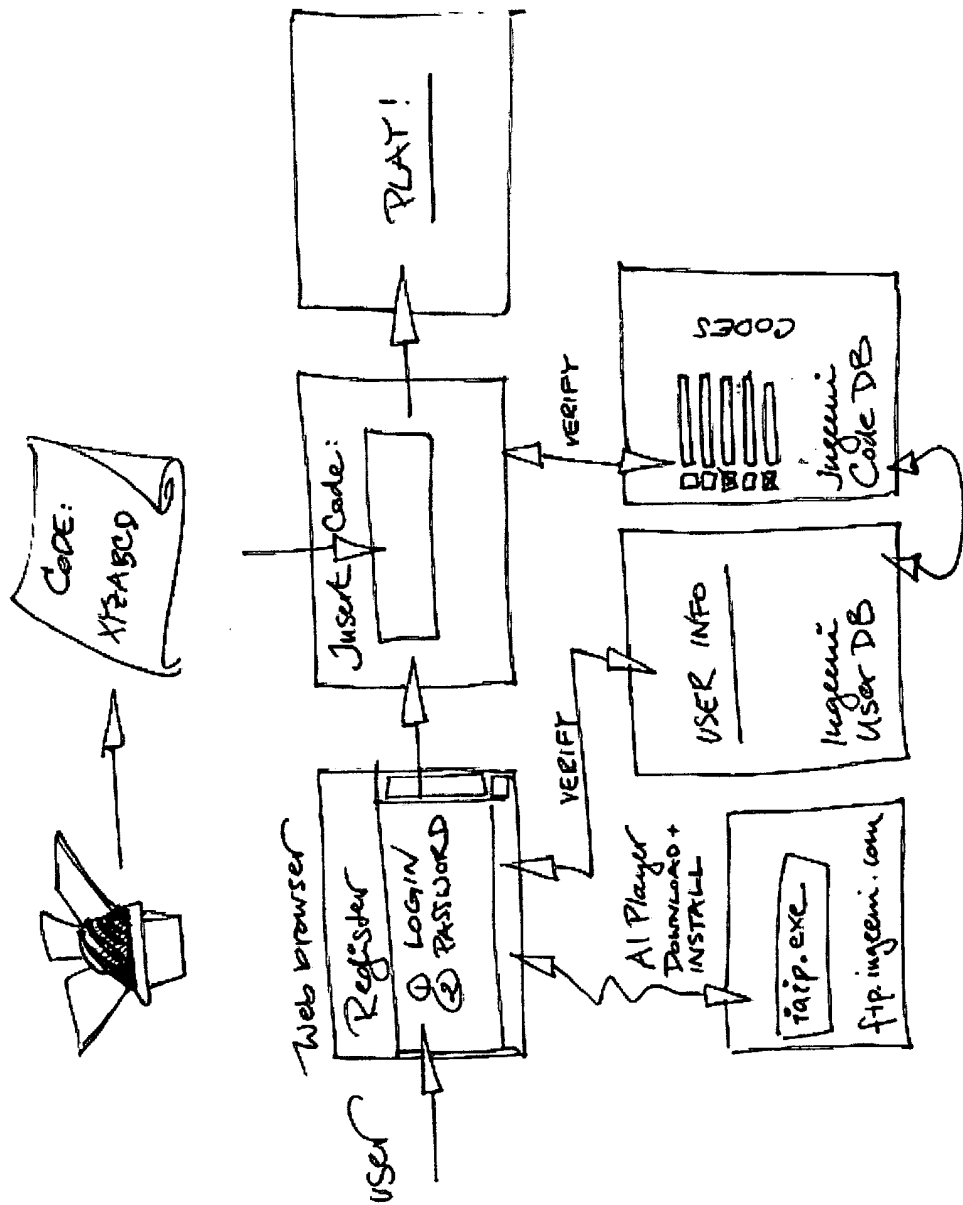 CODE:
XYZABCD
User
Web browser
Register
① LOGIN
② PASSWORD
Insert Code:
PLAY!
AI Player
DOWNLOAD +
INSTALL
VERIFY
VERIFY
iaip.exe
ftp.ingeeni.com
USER INFO
Ingeeni
User DB
CODES
Ingeeni
Code DB